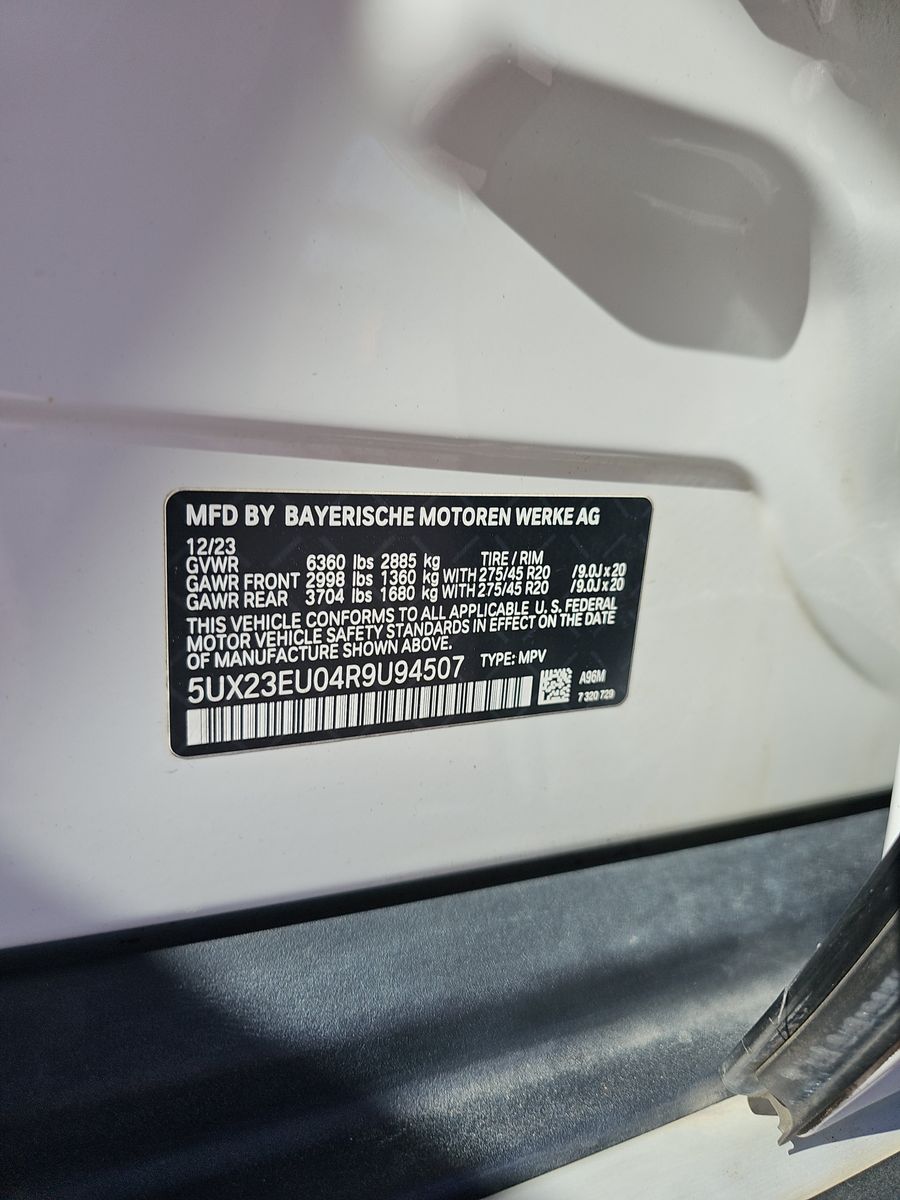 MFD BY BAYERISCHE MOTOREN WERKE AG
12/23
GVWR 6360 lbs 2885 kg TIRE / RIM
GAWR FRONT 2998 lbs 1360 kg WITH 275/45 R20 /9.0J x 20
GAWR REAR 3704 lbs 1680 kg WITH 275/45 R20 /9.0J x 20
THIS VEHICLE CONFORMS TO ALL APPLICABLE U. S. FEDERAL
MOTOR VEHICLE SAFETY STANDARDS IN EFFECT ON THE DATE
OF MANUFACTURE SHOWN ABOVE.
5UX23EU04R9U94507 TYPE: MPV
A96M
7 320 729